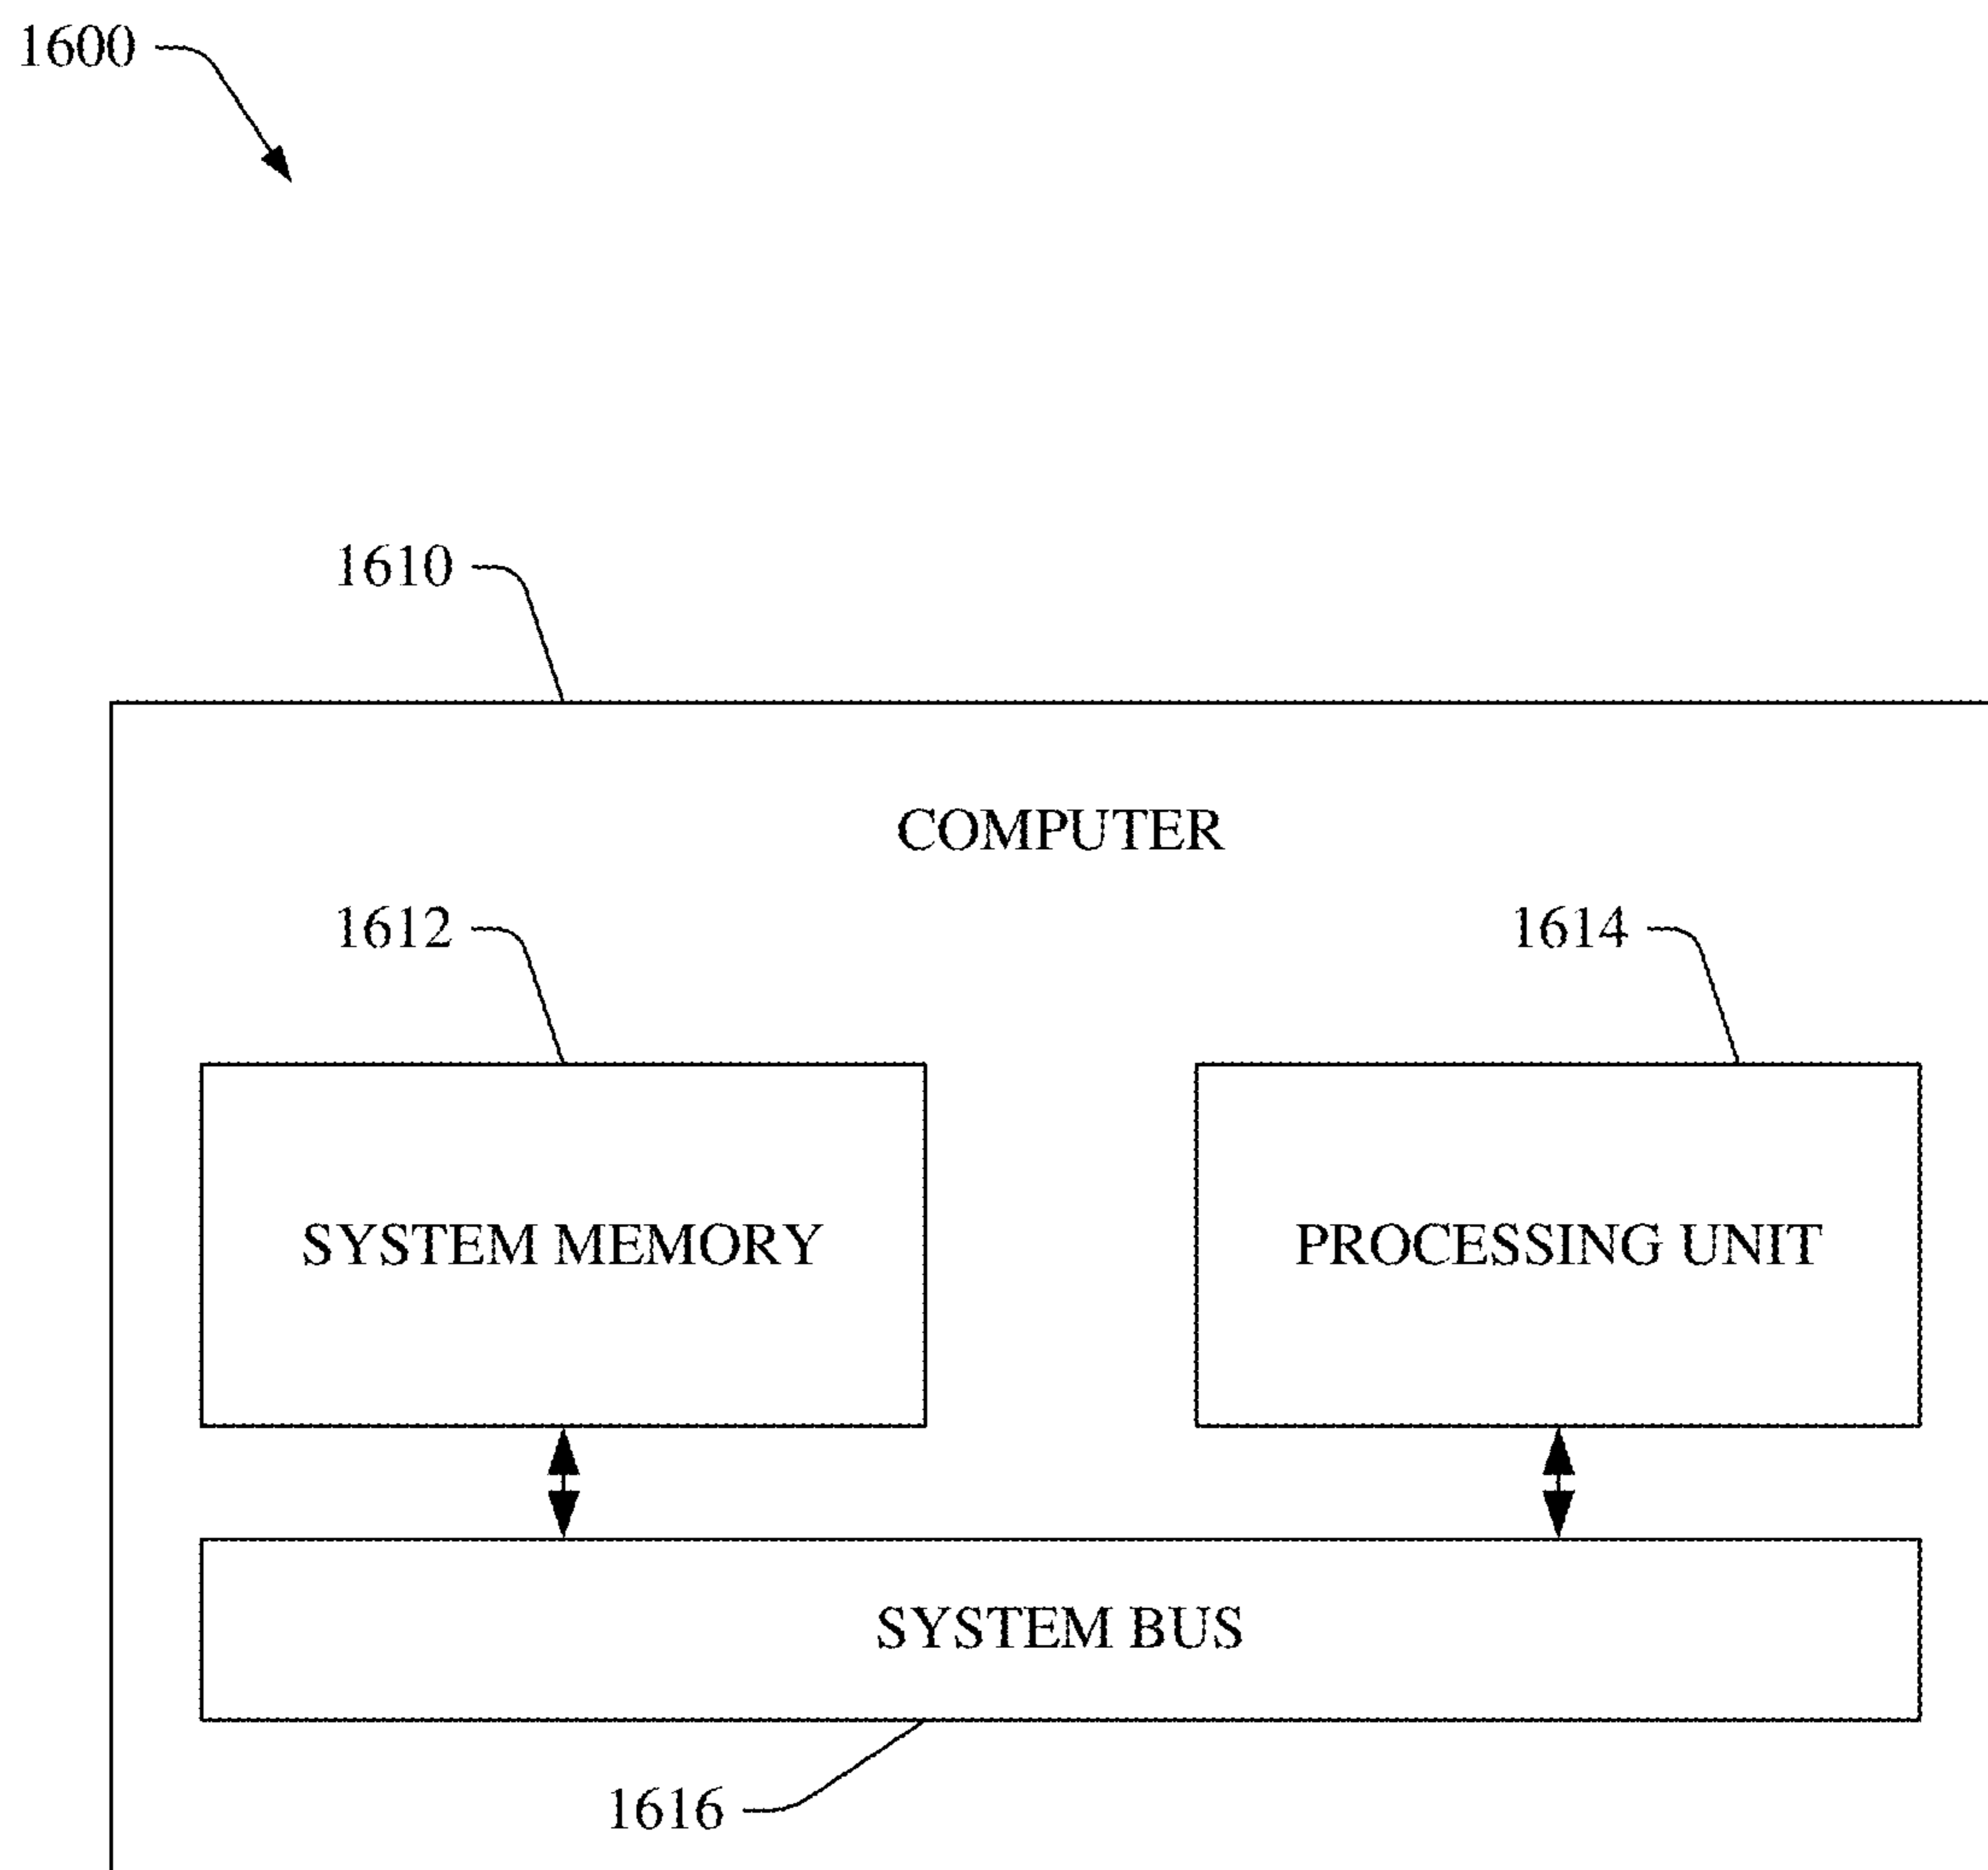 1600
1610
COMPUTER
1612
1614
SYSTEM MEMORY
PROCESSING UNIT
SYSTEM BUS
1616